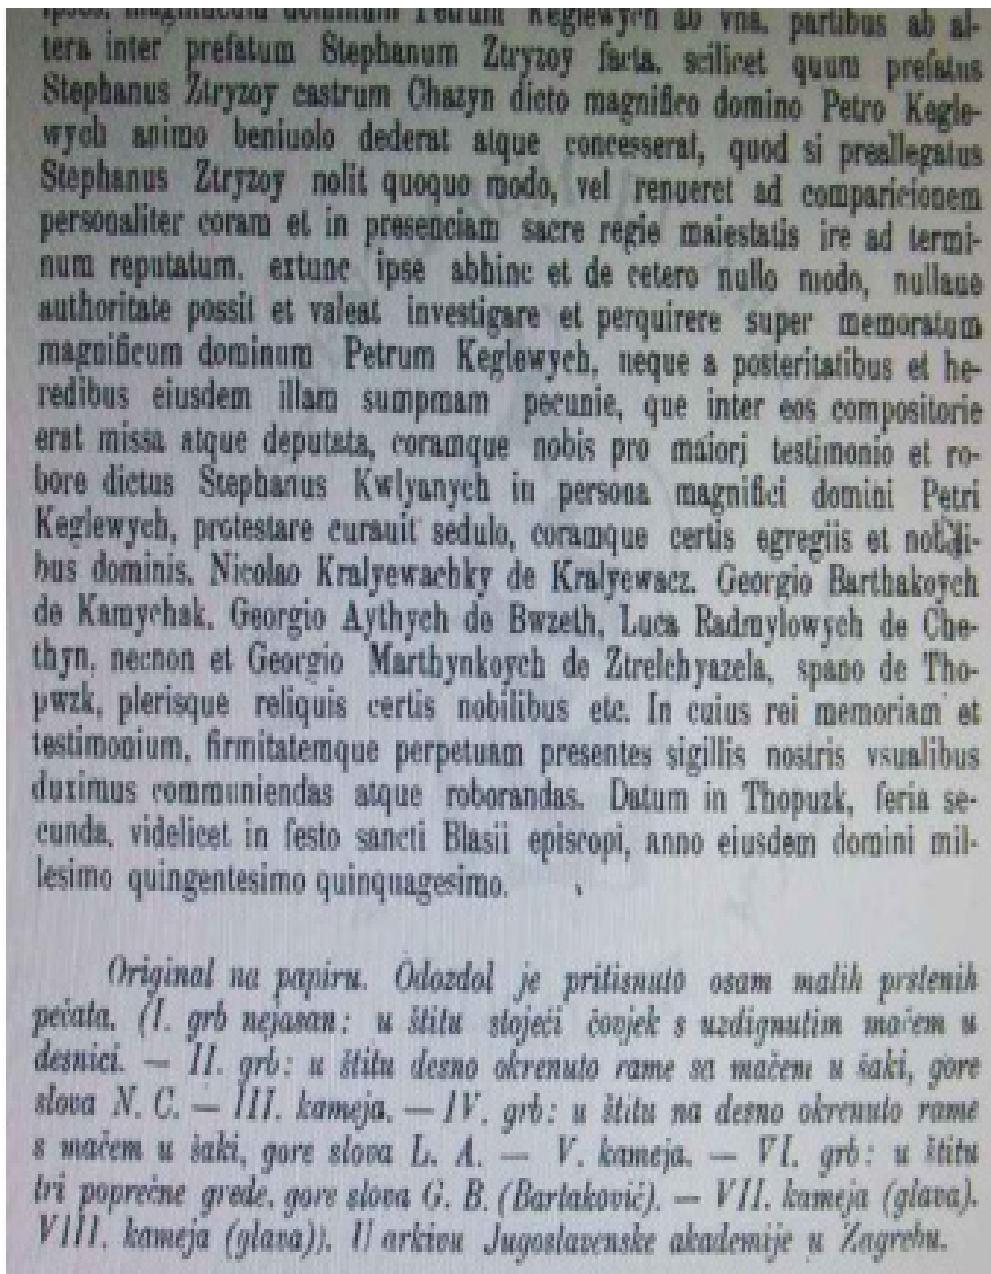 ipsos, magnificum dominum Petrum Keglewych ab vna, partibus ab al-
tera inter prefatum Stephanum Ztryzoy facta, scilicet quum prefatus
Stephanus Ztryzoy castrum Chazyn dicto magnifico domino Petro Kegle-
wych animo beniuolo dederat atque concesserat, quod si preallegatus
Stephanus Ztryzoy nolit quoquo modo, vel renueret ad comparicionem
personaliter coram et in presenciam sacre regie maiestatis ire ad termi-
num reputatum, extunc ipse abhinc et de cetero nullo modo, nullaue
authoritate possit et valeat investigare et perquirere super memoratum
magnificum dominum Petrum Keglewych, neque a posteritatibus et he-
redibus eiusdem illam sumpmam pecunie, que inter eos compositorie
erat missa atque deputata, coramque nobis pro maiorj testimonio et ro-
bore dictus Stephanus Kwlyanych in persona magnifici domini Petri
Keglewych, protestare curauit sedulo, coramque certis egregiis et nobili-
bus dominis, Nicolao Kralyewachky de Kralyewacz, Georgio Barthakoych
de Kamychak, Georgio Aythych de Bwzeth, Luca Radmylowych de Che-
thyn, necnon et Georgio Marthynkoych de Ztrelchyazela, spano de Tho-
pwzk, plerisque reliquis certis nobilibus etc. In cuius rei memoriam et
testimonium, firmitatemque perpetuam presentes sigillis nostris vsualibus
duximus communiendas atque roborandas. Datum in Thopuzk, feria se-
cunda, videlicet in festo sancti Blasii episcopi, anno eiusdem domini mil-
lesimo quingentesimo quinquagesimo.
Original na papiru. Odozdol je pritisnuto osam malih prstenih
pečata. (I. grb nejasan: u štitu stojeći čovjek s uzdignutim mačem u
desnici. — II. grb: u štitu desno okrenuto rame sa mačem u šaki, gore
slova N. C. — III. kameja. — IV. grb: u štitu na desno okrenuto rame
s mačem u šaki, gore slova L. A. — V. kameja. — VI. grb: u štitu
tri poprečne grede, gore slova G. B. (Bartaković). — VII. kameja (glava).
VIII. kameja (glava)). U arkivu Jugoslavenske akademije u Zagrebu.